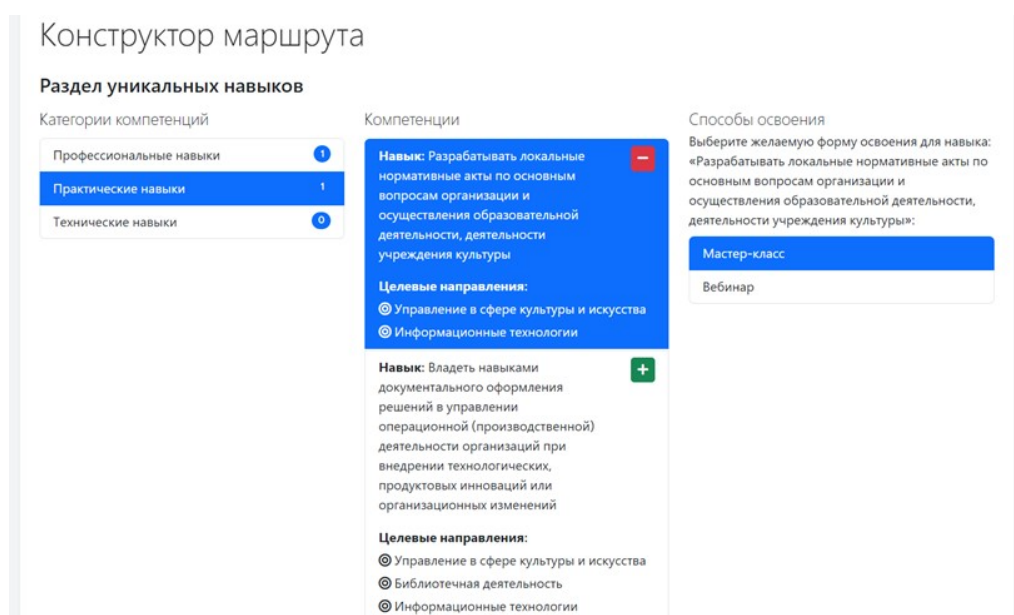 Конструктор маршрута
Раздел уникальных навыков
Категории компетенций
Профессиональные навыки 1
Практические навыки 1
Технические навыки 0
Компетенции
Навык: Разрабатывать локальные
нормативные акты по основным
вопросам организации и
осуществления образовательной
деятельности, деятельности
учреждения культуры
Целевые направления:
Управление в сфере культуры и искусства
Информационные технологии
Навык: Владеть навыками
документального оформления
решений в управлении
операционной (производственной)
деятельности организаций при
внедрении технологических,
продуктовых инноваций или
организационных изменений
Целевые направления:
Управление в сфере культуры и искусства
Библиотечная деятельность
Информационные технологии
Способы освоения
Выберите желаемую форму освоения для навыка:
«Разрабатывать локальные нормативные акты по
основным вопросам организации и
осуществления образовательной деятельности,
деятельности учреждения культуры»:
Мастер-класс
Вебинар